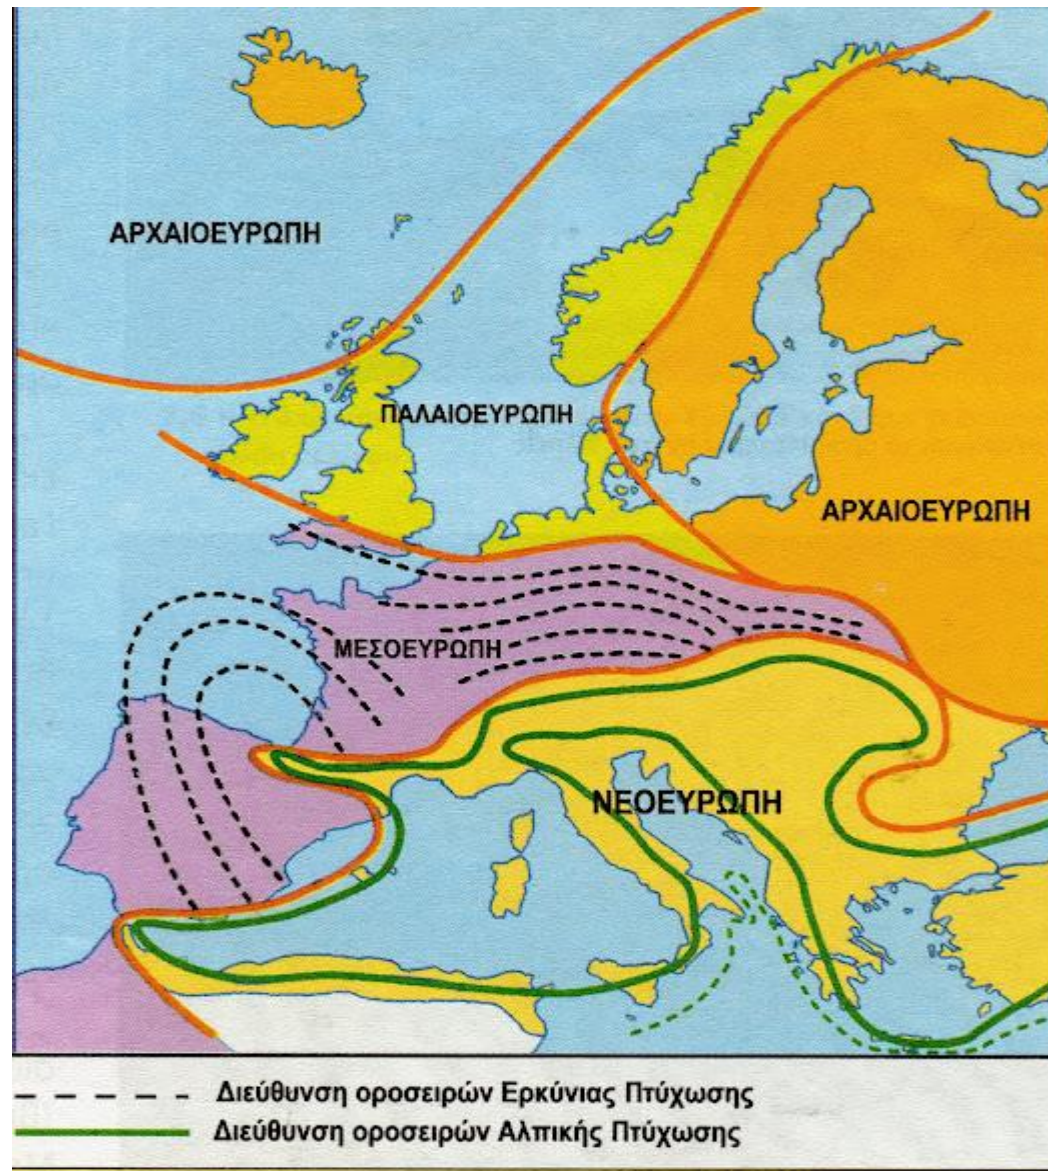 ΑΡΧΑΙΟΕΥΡΩΠΗ
ΠΑΛΑΙΟΕΥΡΩΠΗ
ΑΡΧΑΙΟΕΥΡΩΠΗ
ΜΕΣΟΕΥΡΩΠΗ
ΝΕΟΕΥΡΩΠΗ
Διεύθυνση οροσειρών Ερκύνιας Πτύχωσης
Διεύθυνση οροσειρών Αλπικής Πτύχωσης